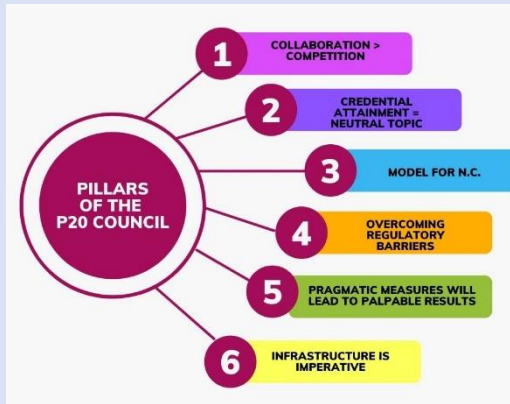 PILLARS
OF THE
P20 COUNCIL
1
COLLABORATION >
COMPETITION
2
CREDENTIAL
ATTAINMENT =
NEUTRAL TOPIC
3
MODEL FOR N.C.
4
OVERCOMING
REGULATORY
BARRIERS
5
PRAGMATIC MEASURES WILL
LEAD TO PALPABLE RESULTS
6
INFRASTRUCTURE IS
IMPERATIVE